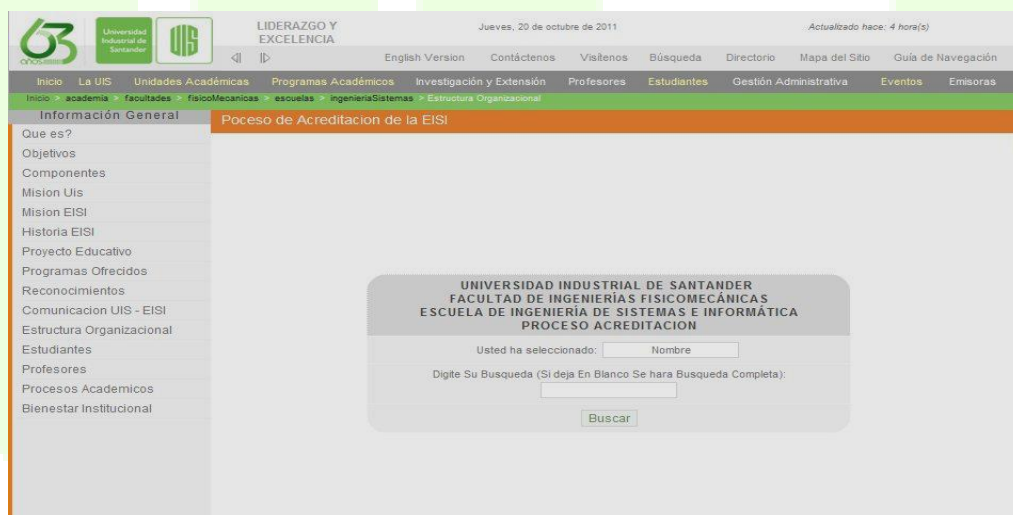 63
años
Universidad
Industrial de
Santander
UIS
LIDERAZGO Y
EXCELENCIA
Jueves, 20 de octubre de 2011
Actualizado hace: 4 hora(s)
English Version Contáctenos Visítenos Búsqueda Directorio Mapa del Sitio Guía de Navegación
Inicio La UIS Unidades Académicas Programas Académicos Investigación y Extensión Profesores Estudiantes Gestión Administrativa Eventos Emisoras
Inicio > academia > facultades > fisicoMecanicas > escuelas > ingenieriaSistemas > Estructura Organizacional
Información General
Poceso de Acreditacion de la EISI
Que es?
Objetivos
Componentes
Mision Uis
Mision EISI
Historia EISI
Proyecto Educativo
Programas Ofrecidos
Reconocimientos
Comunicacion UIS - EISI
Estructura Organizacional
Estudiantes
Profesores
Procesos Academicos
Bienestar Institucional
UNIVERSIDAD INDUSTRIAL DE SANTANDER
FACULTAD DE INGENIERÍAS FISICOMECÁNICAS
ESCUELA DE INGENIERÍA DE SISTEMAS E INFORMÁTICA
PROCESO ACREDITACION
Usted ha seleccionado: Nombre
Digite Su Busqueda (Si deja En Blanco Se hara Busqueda Completa):
Buscar